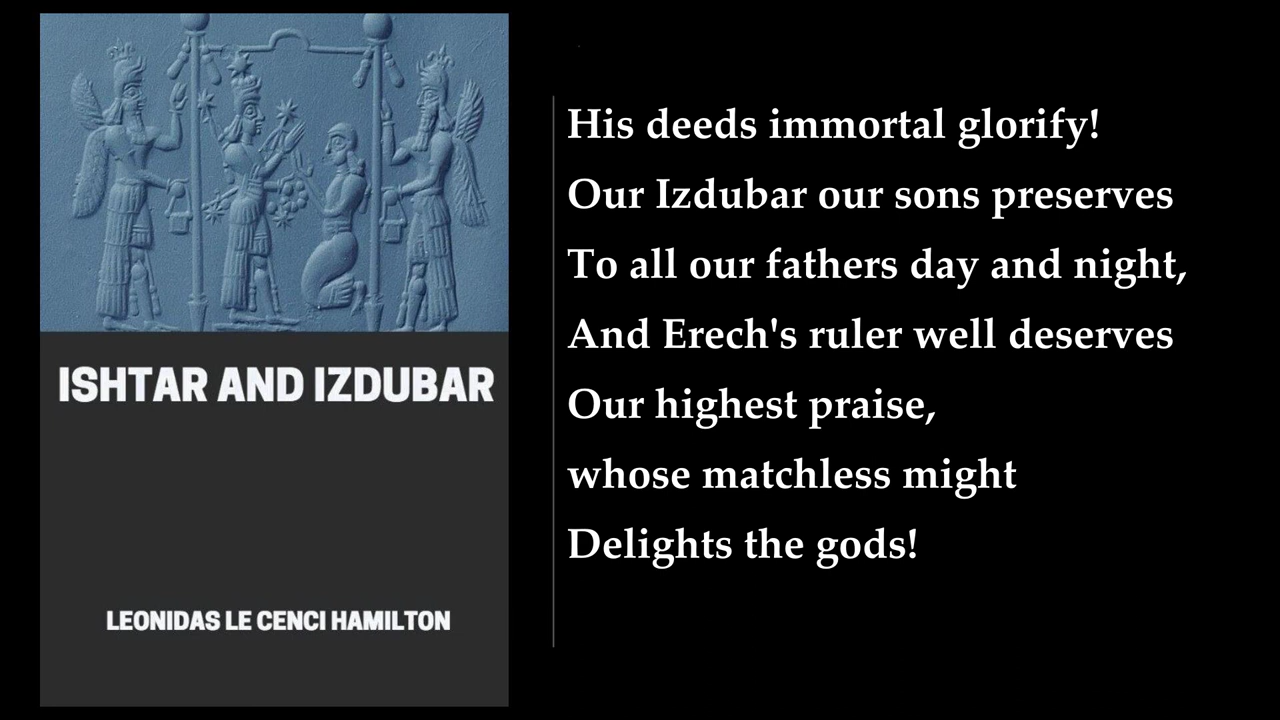 ISHTAR AND IZDUBAR
LEONIDAS LE CENCI HAMILTON
His deeds immortal glorify!
Our Izdubar our sons preserves
To all our fathers day and night,
And Erech's ruler well deserves
Our highest praise,
whose matchless might
Delights the gods!